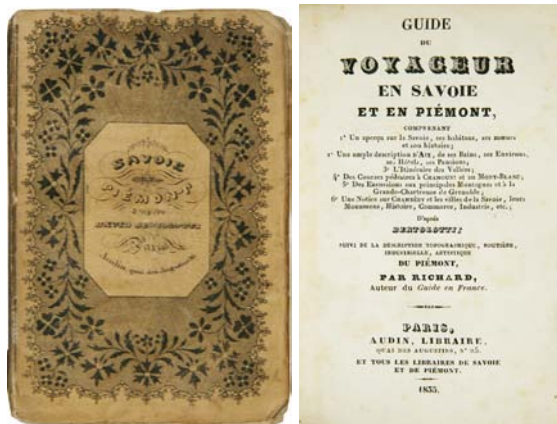 SAVOIE
PIÉMONT
Paris
GUIDE
DU
VOYAGEUR
EN SAVOIE
ET EN PIÉMONT,
COMPRENANT
1° Un aperçu sur la Savoie, ses habitans, ses mœurs
et son histoire;
2° Une ample description d'AIX, de ses Bains, ses Environs,
ses Hôtels, ses Pensions;
3° L'Itinéraire des Vallées;
4° Des Courses pédestres à CHAMOUNI et au MONT-BLANC;
5° Des Excursions aux principales Montagnes et à la
Grande-Chartreuse de Grenoble;
6° Une Notice sur CHAMBÉRY et les villes de la Savoie, leurs
Monumens, Histoire, Commerce, Industrie, etc.;
D'après
BERTOLOTTI;
SUIVI DE LA DESCRIPTION TOPOGRAPHIQUE, ROUTIÈRE,
INDUSTRIELLE, ARTISTIQUE
DU PIÉMONT,
PAR RICHARD,
Auteur du Guide en France.
PARIS,
AUDIN, LIBRAIRE,
QUAI DES AUGUSTINS, N° 25.
ET TOUS LES LIBRAIRES DE SAVOIE
ET DE PIÉMONT.
1835.